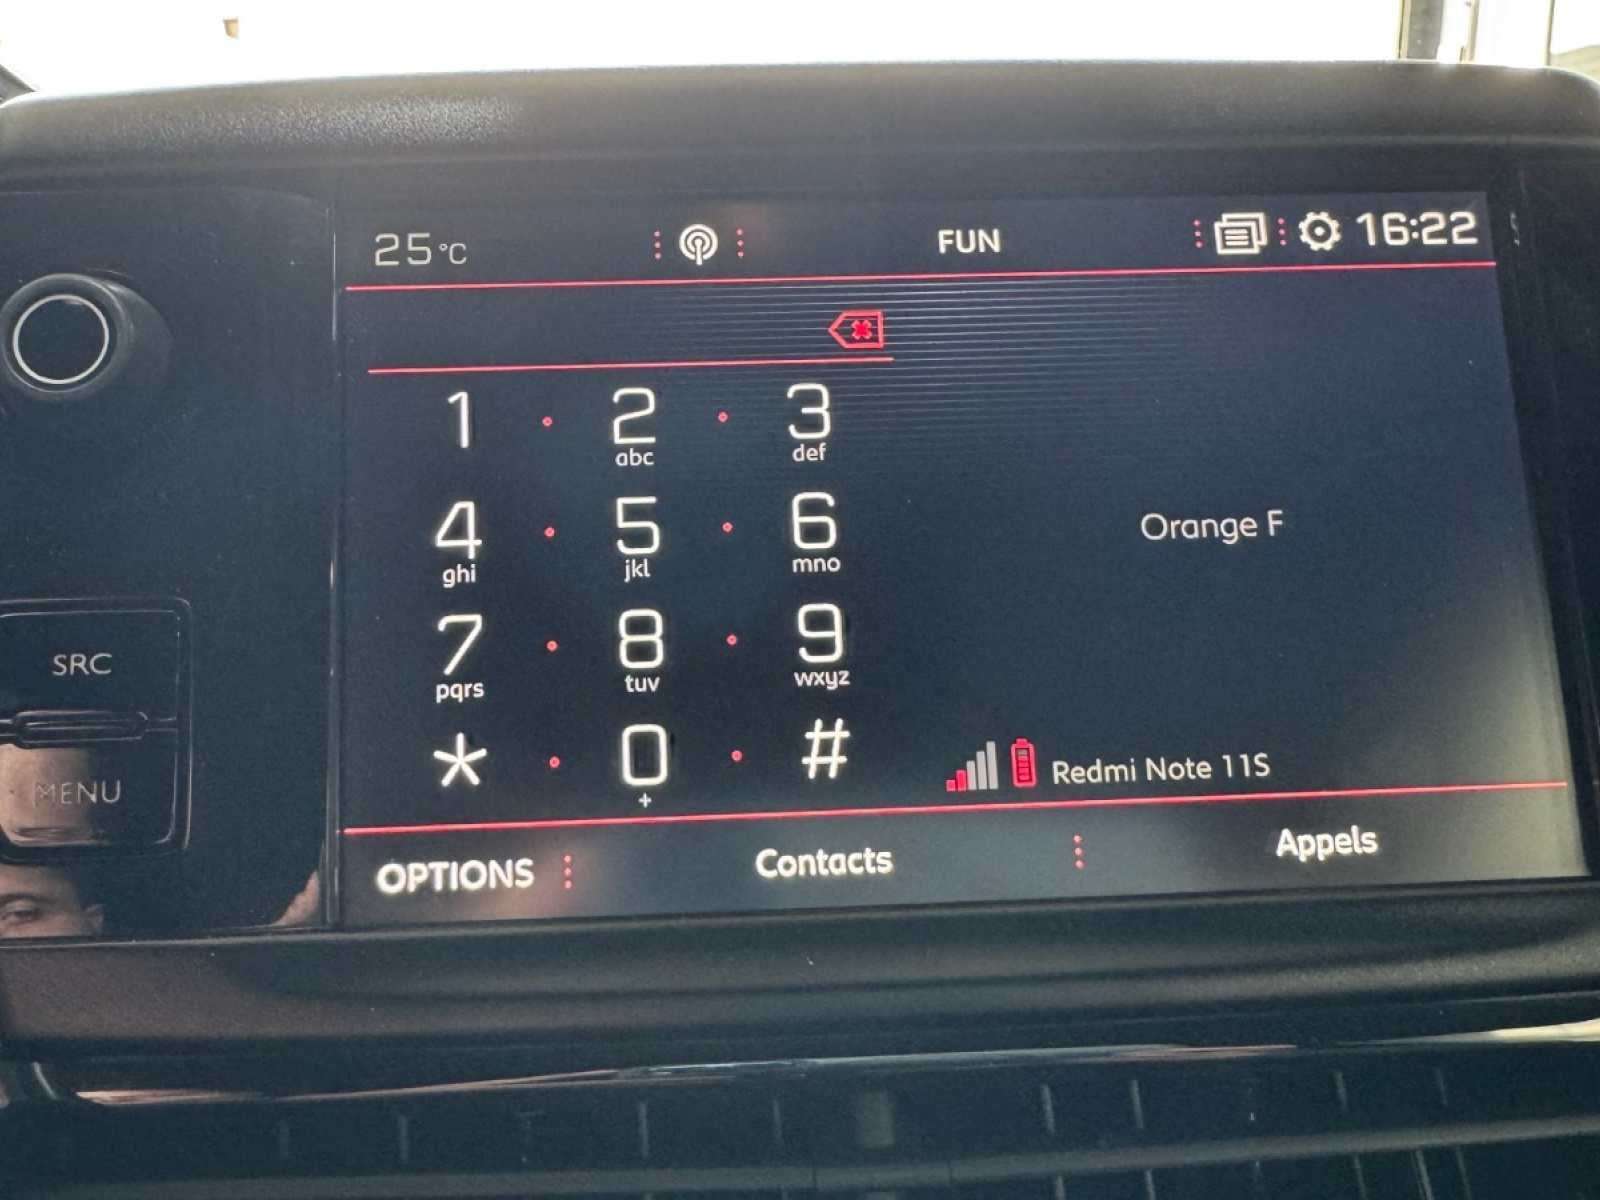 25°C FUN 16:22
1 2 3
abc def
4 5 6
ghi jkl mno
SRC
7 8 9
pqrs tuv wxyz
MENU
* 0 #
+
Orange F
Redmi Note 11S
OPTIONS Contacts Appels